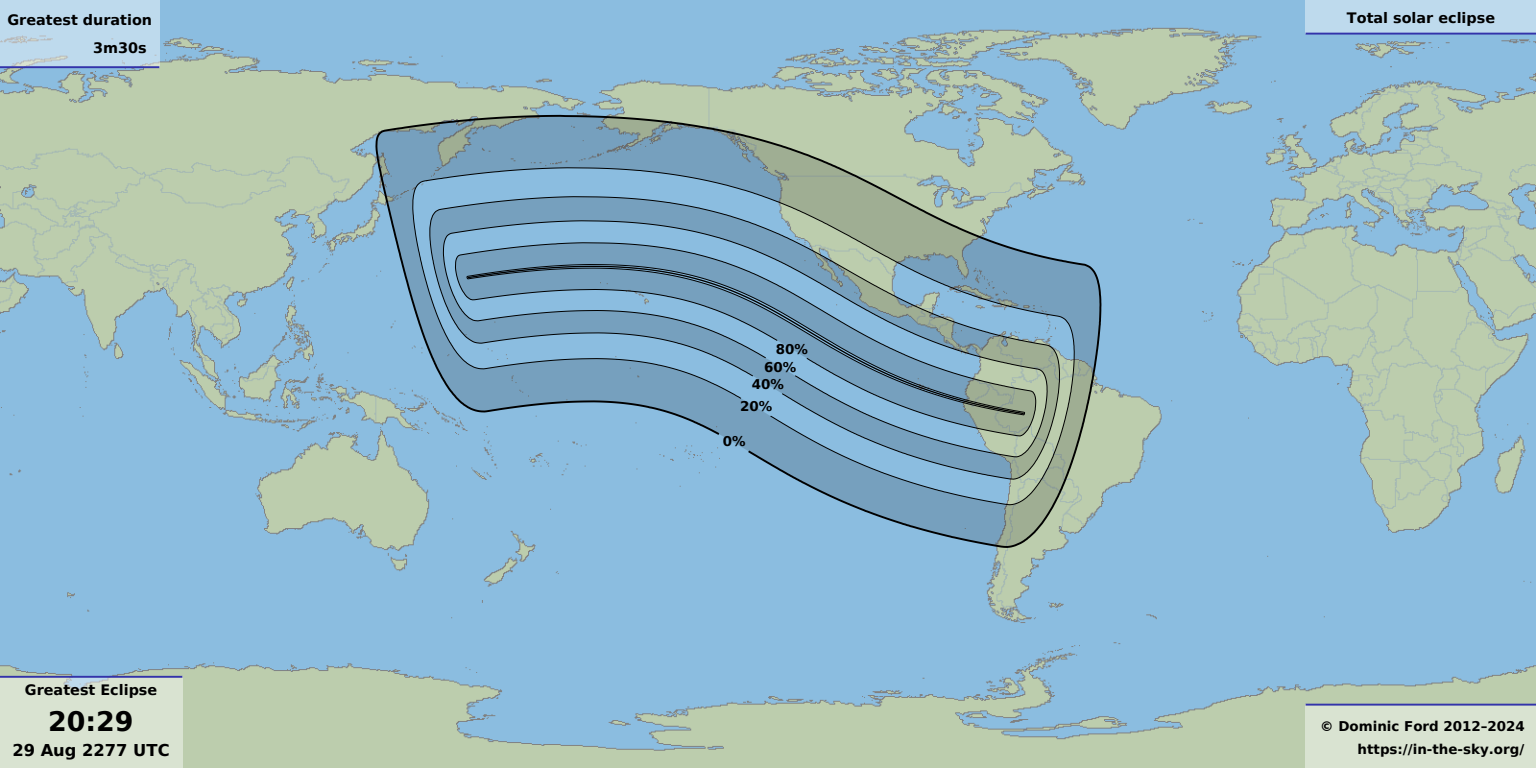 Greatest duration
3m30s
Total solar eclipse
80%
60%
40%
20%
0%
Greatest Eclipse
20:29
29 Aug 2277 UTC
© Dominic Ford 2012–2024
https://in-the-sky.org/